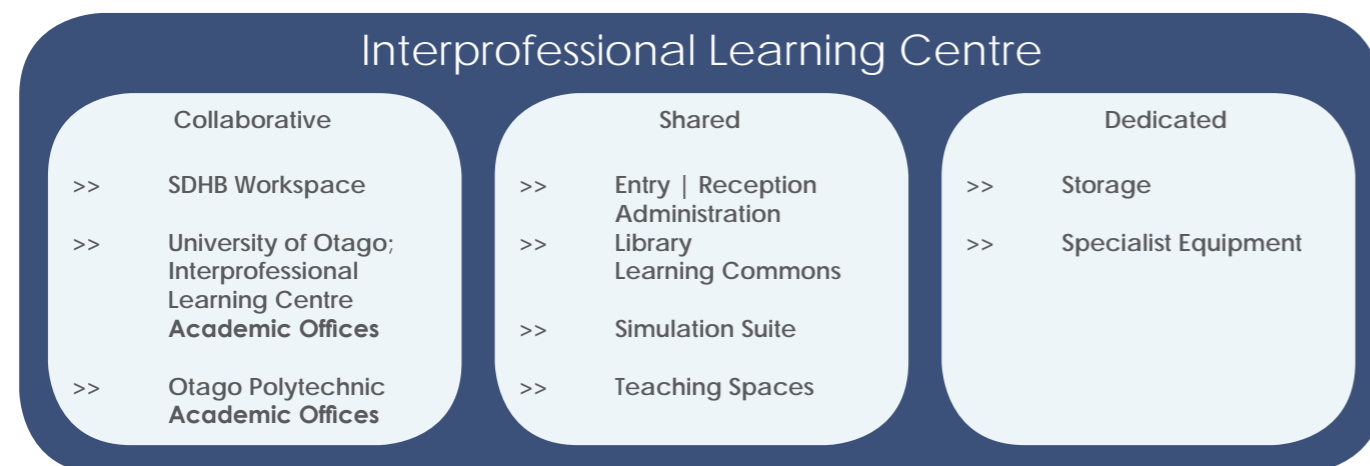 Interprofessional Learning Centre
Collaborative
>> SDHB Workspace
>> University of Otago;
Interprofessional
Learning Centre
Academic Offices
>> Otago Polytechnic
Academic Offices
Shared
>> Entry | Reception
Administration
>> Library
Learning Commons
>> Simulation Suite
>> Teaching Spaces
Dedicated
>> Storage
>> Specialist Equipment